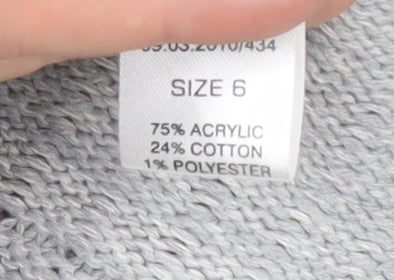 09.03.2010/434
SIZE 6
75% ACRYLIC
24% COTTON
1% POLYESTER